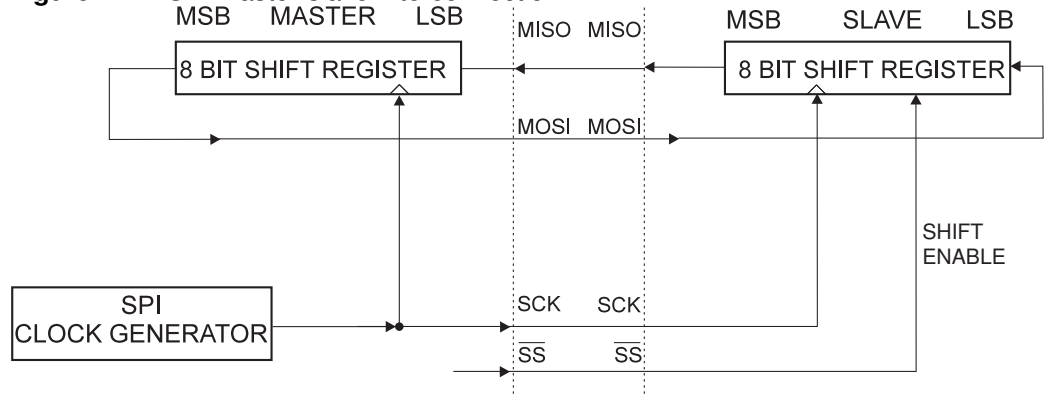 MSB MASTER LSB
MISO MISO
MSB SLAVE LSB
8 BIT SHIFT REGISTER
8 BIT SHIFT REGISTER
MOSI MOSI
SHIFT
ENABLE
SPI
CLOCK GENERATOR
SCK SCK
SS SS